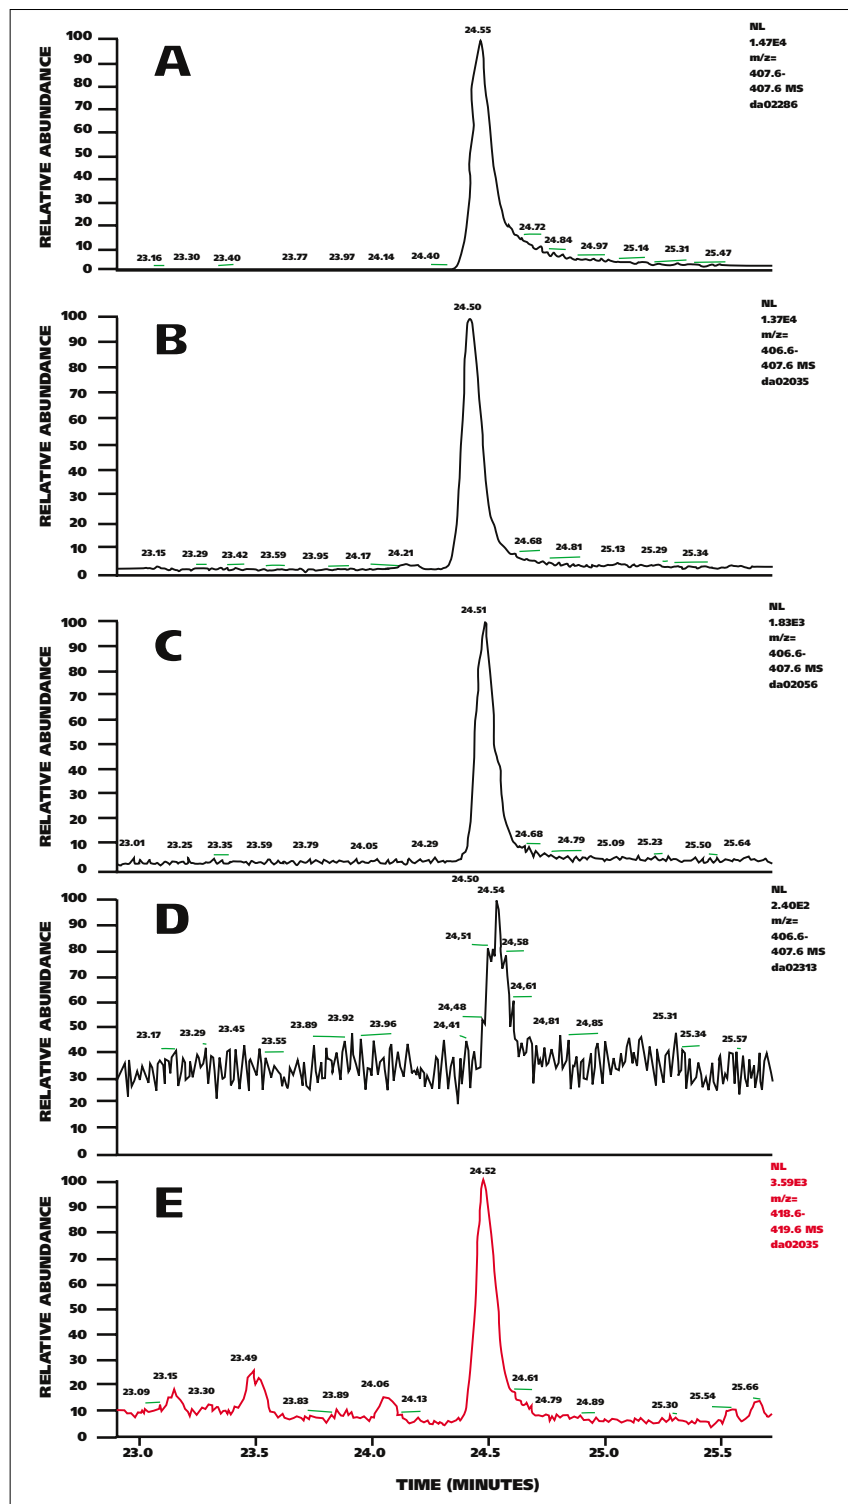 A
NL
1.47E4
m/z=
407.6-
407.6 MS
da02286
RELATIVE ABUNDANCE
100
90
80
70
60
50
40
30
20
10
0
24.55
23.16 23.30 23.40 23.77 23.97 24.14 24.40 24.72 24.84 24.97 25.14 25.31 25.47
B
NL
1.37E4
m/z=
406.6-
407.6 MS
da02035
RELATIVE ABUNDANCE
100
90
80
70
60
50
40
30
20
10
0
24.50
23.15 23.29 23.42 23.59 23.95 24.17 24.21 24.68 24.81 25.13 25.29 25.34
C
NL
1.83E3
m/z=
406.6-
407.6 MS
da02056
RELATIVE ABUNDANCE
100
90
80
70
60
50
40
30
20
10
0
24.51
23.01 23.25 23.35 23.59 23.79 24.05 24.29 24.68 24.79 25.09 25.23 25.50 25.64
D
NL
2.40E2
m/z=
406.6-
407.6 MS
da02313
RELATIVE ABUNDANCE
100
90
80
70
60
50
40
30
20
10
0
24.50
24.54
24,51 24,58
24,48 24,61
23.17 23.29 23.45 23.55 23.89 23.92 23.96 24,41 24,81 24,85 25.31 25.34 25.57
E
NL
3.59E3
m/z=
418.6-
419.6 MS
da02035
RELATIVE ABUNDANCE
100
90
80
70
60
50
40
30
20
10
0
24.52
23.09 23.15 23.30 23.49 23.83 23.89 24.06 24.13 24.61 24.79 24.89 25.30 25.54 25.66
23.0 23.5 24.0 24.5 25.0 25.5
TIME (MINUTES)